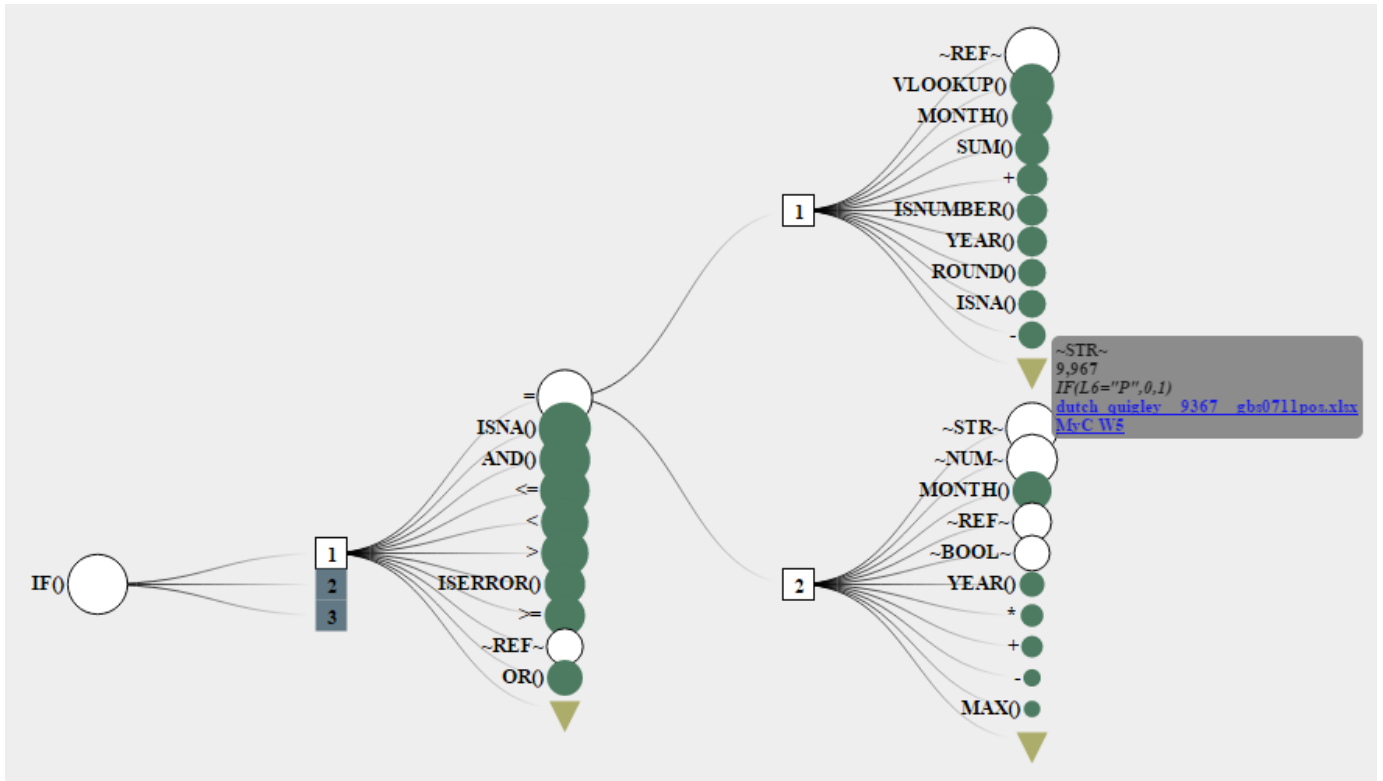 IF()
1
2
3
=
ISNA()
AND()
<=
<
>
ISERROR()
>=
~REF~
OR()
1
~REF~
VLOOKUP()
MONTH()
SUM()
+
ISNUMBER()
YEAR()
ROUND()
ISNA()
-
2
~STR~
~NUM~
MONTH()
~REF~
~BOOL~
YEAR()
*
+
-
MAX()
~STR~
9,967
IF(L6="P",0,1)
dutch_quigley__9367__gbs0711pos.xlsx
MyC W5